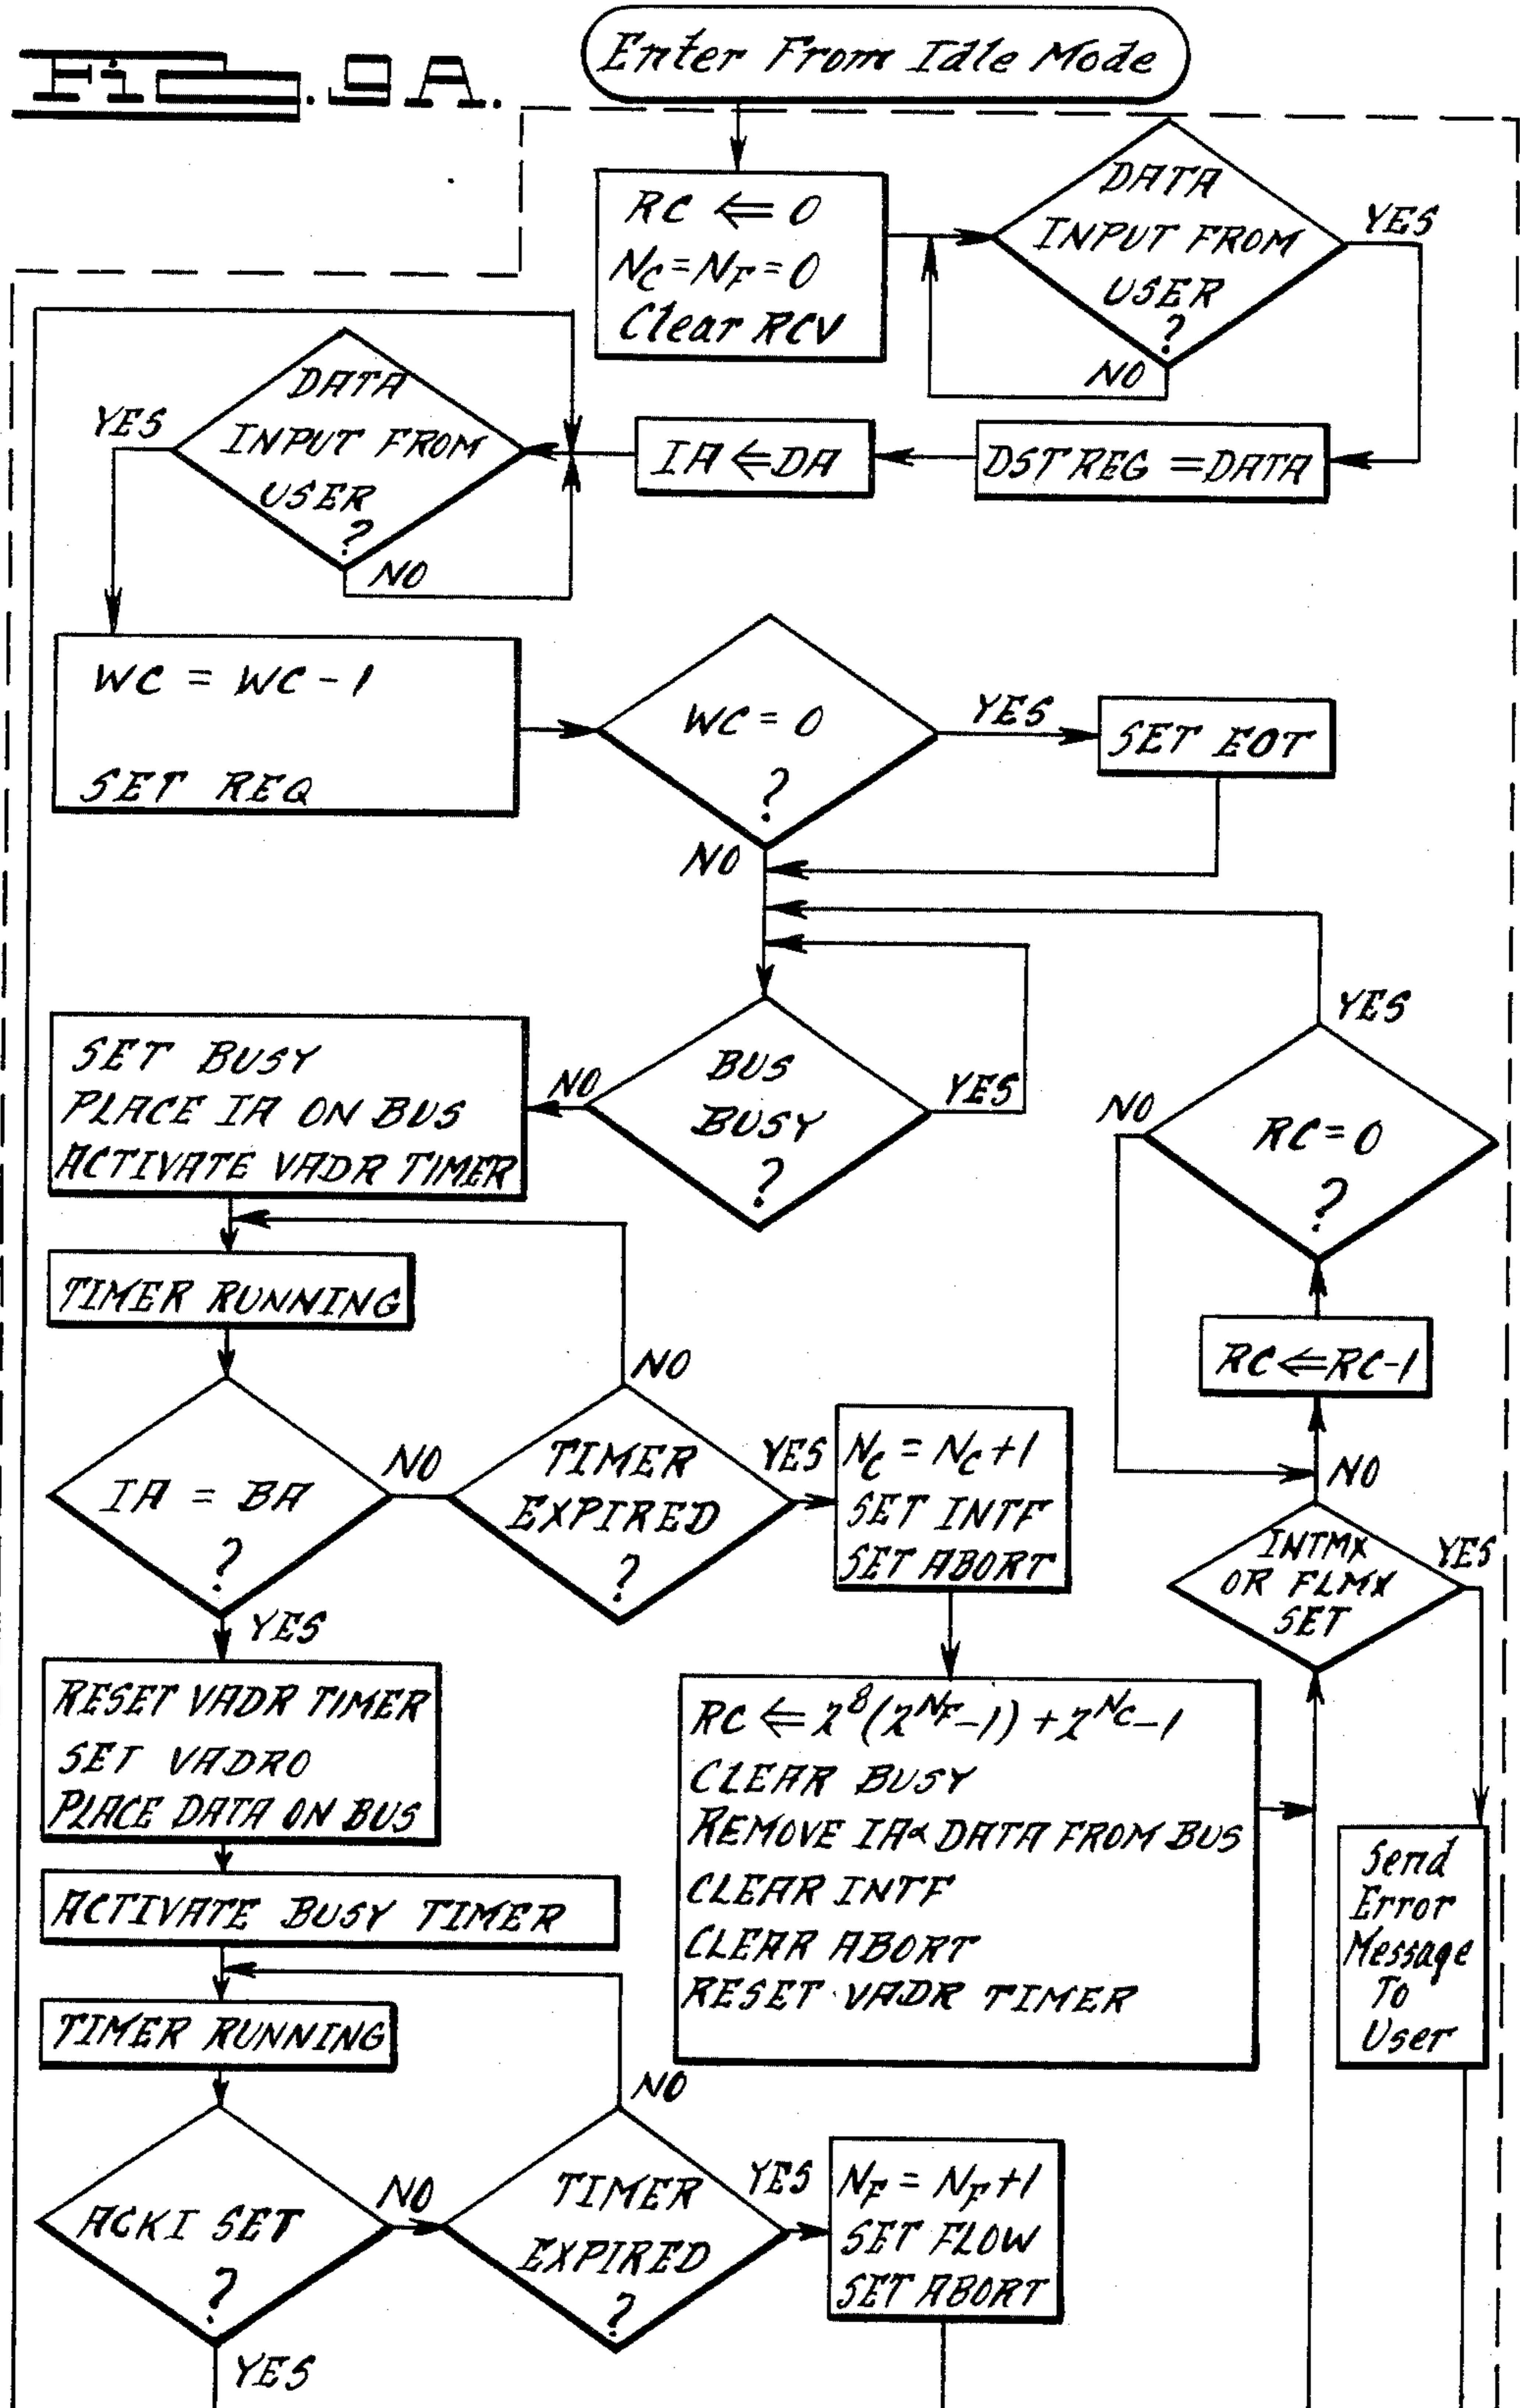 FIG. 9A.
Enter From Idle Mode
RC ⇐ 0
N_C = N_F = 0
Clear RCV
DATA
INPUT FROM
USER
?
YES
NO
DATA
INPUT FROM
USER
?
YES
NO
IA ⇐ DA
DST REG = DATA
WC = WC - 1
SET REQ
WC = 0
?
YES
SET EOT
NO
SET BUSY
PLACE IA ON BUS
ACTIVATE VADR TIMER
NO
BUS
BUSY
?
YES
YES
NO
RC = 0
?
TIMER RUNNING
RC ⇐ RC-1
NO
IA = BA
?
NO
YES
NO
TIMER
EXPIRED
?
YES
N_C = N_C + 1
SET INTF
SET ABORT
INTMX
OR FLMX
SET
YES
RESET VADR TIMER
SET VADRO
PLACE DATA ON BUS
RC ⇐ 2^8(2^N_F - 1) + 2^N_C - 1
CLEAR BUSY
REMOVE IA & DATA FROM BUS
CLEAR INTF
CLEAR ABORT
RESET VADR TIMER
Send
Error
Message
To
User
ACTIVATE BUSY TIMER
TIMER RUNNING
ACKI SET
?
NO
YES
NO
TIMER
EXPIRED
?
YES
N_F = N_F + 1
SET FLOW
SET ABORT